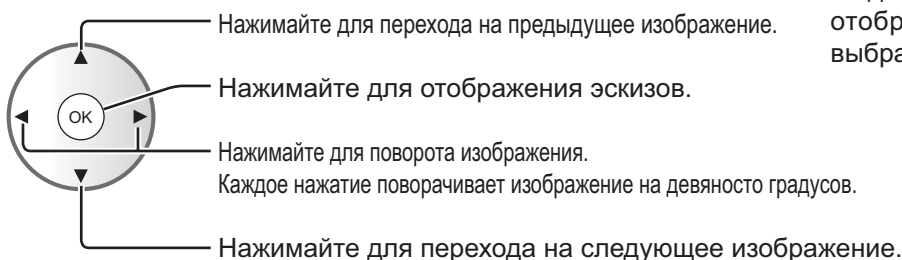 Нажимайте для перехода на предыдущее изображение.
Нажимайте для отображения эскизов.
OK
Нажимайте для поворота изображения.
Каждое нажатие поворачивает изображение на девяносто градусов.
Нажимайте для перехода на следующее изображение.